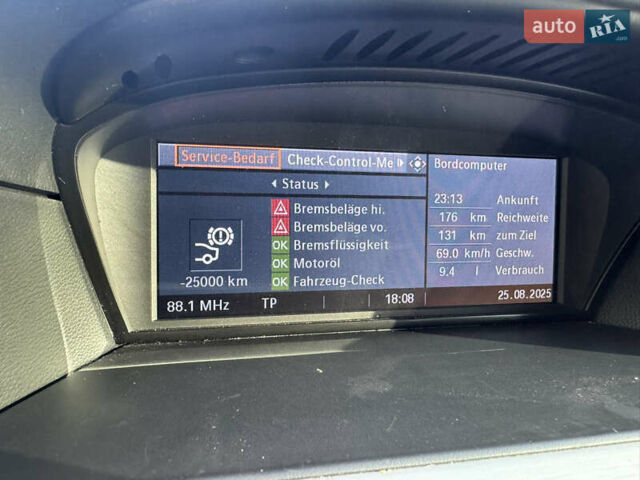 auto RIA.com
Service-Bedarf Check-Control-Me
Status
Bremsbeläge hi.
Bremsbeläge vo.
OK Bremsflüssigkeit
OK Motoröl
OK Fahrzeug-Check
-25000 km
Bordcomputer
23:13 Ankunft
176 km Reichweite
131 km zum Ziel
69.0 km/h Geschw.
9.4 l Verbrauch
88.1 MHz TP 18:08 25.08.2025